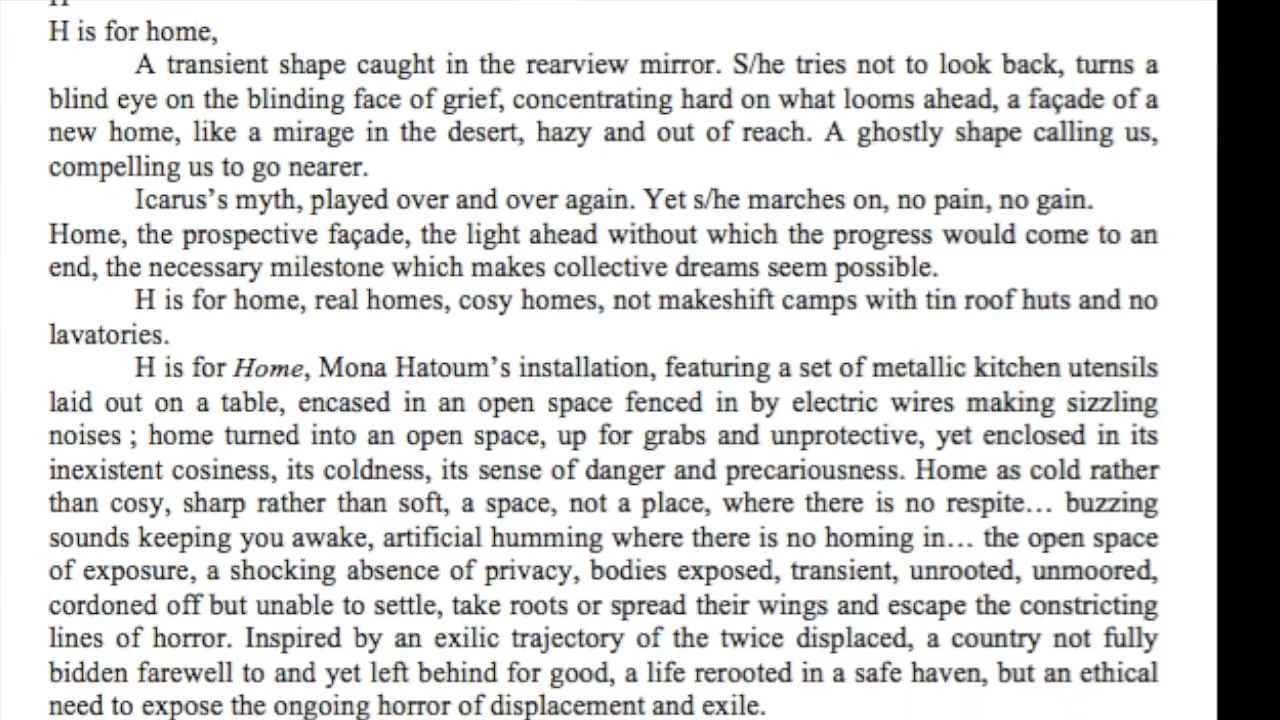 H
H is for home,
A transient shape caught in the rearview mirror. S/he tries not to look back, turns a
blind eye on the blinding face of grief, concentrating hard on what looms ahead, a façade of a
new home, like a mirage in the desert, hazy and out of reach. A ghostly shape calling us,
compelling us to go nearer.
Icarus's myth, played over and over again. Yet s/he marches on, no pain, no gain.
Home, the prospective façade, the light ahead without which the progress would come to an
end, the necessary milestone which makes collective dreams seem possible.
H is for home, real homes, cosy homes, not makeshift camps with tin roof huts and no
lavatories.
H is for Home, Mona Hatoum's installation, featuring a set of metallic kitchen utensils
laid out on a table, encased in an open space fenced in by electric wires making sizzling
noises ; home turned into an open space, up for grabs and unprotective, yet enclosed in its
inexistent cosiness, its coldness, its sense of danger and precariousness. Home as cold rather
than cosy, sharp rather than soft, a space, not a place, where there is no respite… buzzing
sounds keeping you awake, artificial humming where there is no homing in… the open space
of exposure, a shocking absence of privacy, bodies exposed, transient, unrooted, unmoored,
cordoned off but unable to settle, take roots or spread their wings and escape the constricting
lines of horror. Inspired by an exilic trajectory of the twice displaced, a country not fully
bidden farewell to and yet left behind for good, a life rerooted in a safe haven, but an ethical
need to expose the ongoing horror of displacement and exile.